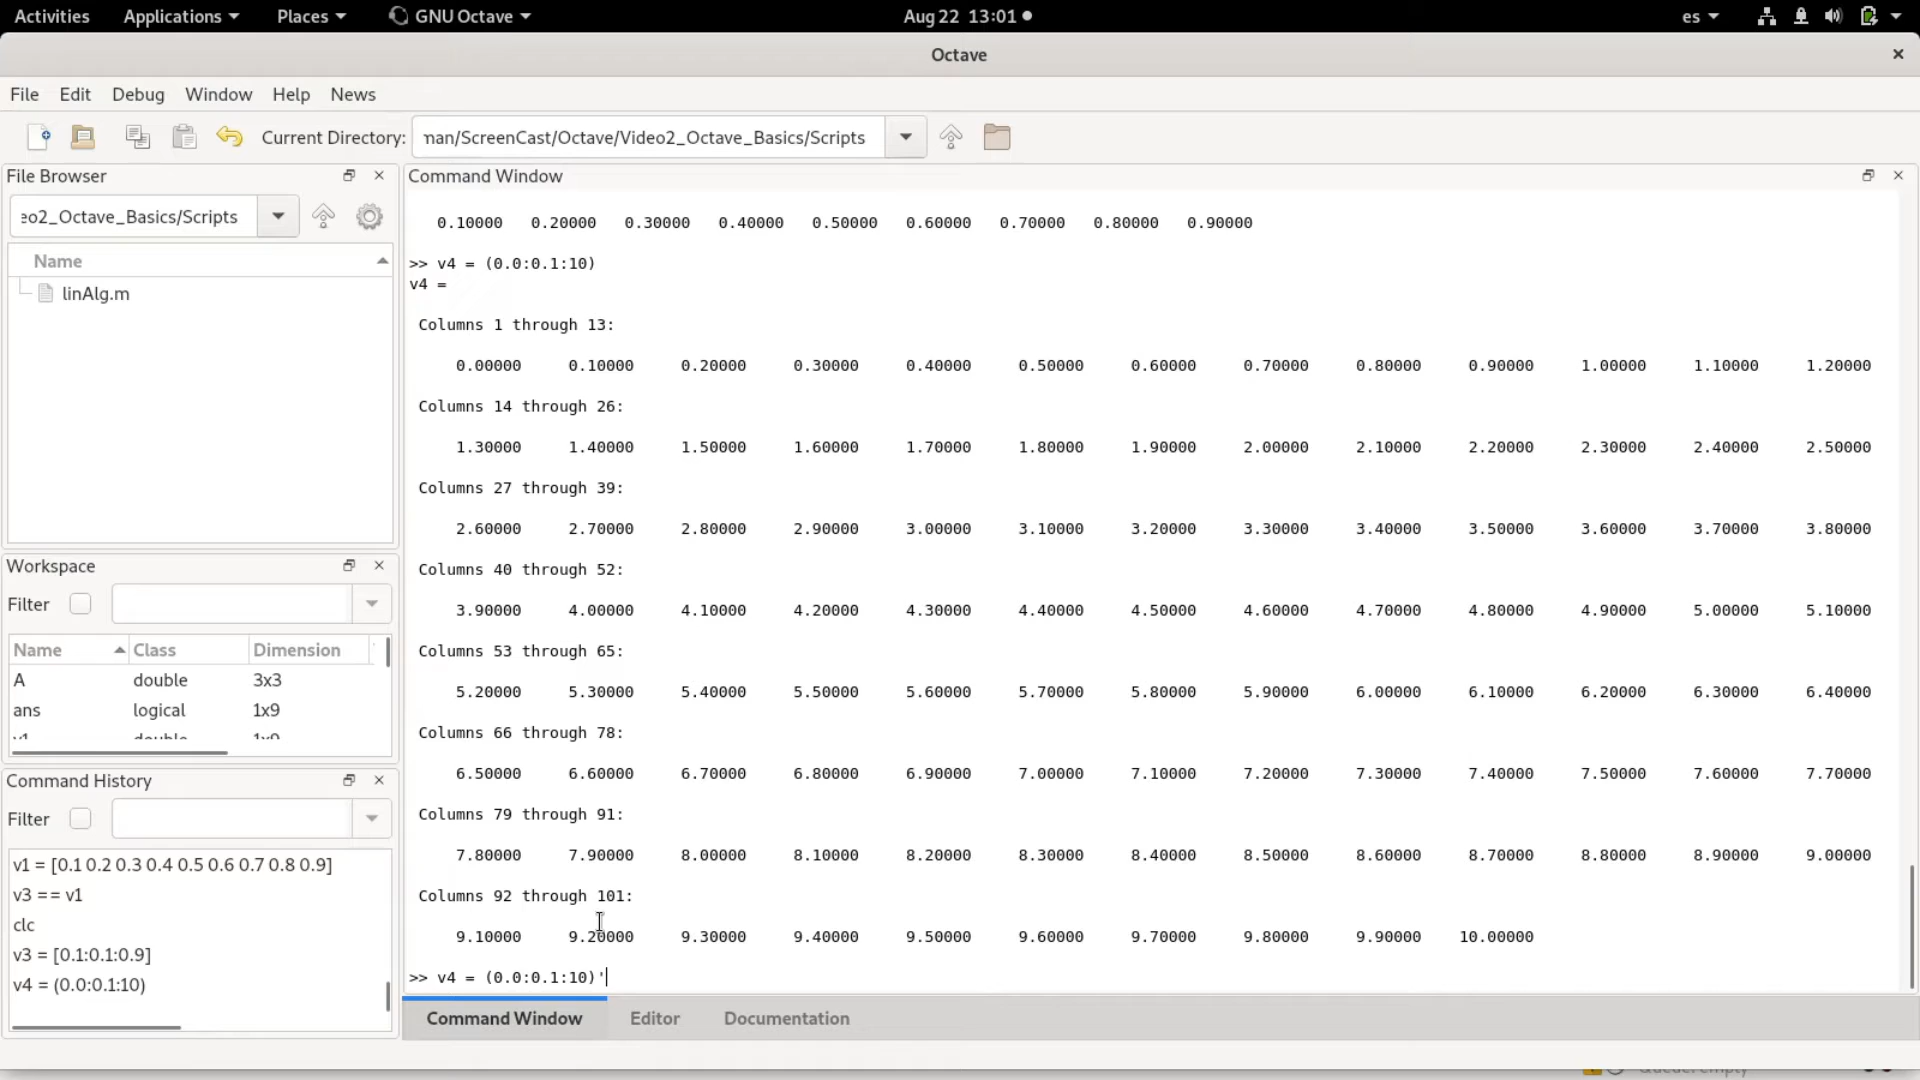 Activities Applications Places GNU Octave Aug 22 13:01 es
Octave
File Edit Debug Window Help News
Current Directory: nan/ScreenCast/Octave/Video2_Octave_Basics/Scripts
File Browser
eo2_Octave_Basics/Scripts
Name
linAlg.m
Workspace
Filter
Name Class Dimension
A double 3x3
ans logical 1x9
v1 double 1x9
Command History
Filter
v1 = [0.1 0.2 0.3 0.4 0.5 0.6 0.7 0.8 0.9]
v3 == v1
clc
v3 = [0.1:0.1:0.9]
v4 = (0.0:0.1:10)
Command Window
0.10000 0.20000 0.30000 0.40000 0.50000 0.60000 0.70000 0.80000 0.90000
>> v4 = (0.0:0.1:10)
v4 =
Columns 1 through 13:
0.00000 0.10000 0.20000 0.30000 0.40000 0.50000 0.60000 0.70000 0.80000 0.90000 1.00000 1.10000 1.20000
Columns 14 through 26:
1.30000 1.40000 1.50000 1.60000 1.70000 1.80000 1.90000 2.00000 2.10000 2.20000 2.30000 2.40000 2.50000
Columns 27 through 39:
2.60000 2.70000 2.80000 2.90000 3.00000 3.10000 3.20000 3.30000 3.40000 3.50000 3.60000 3.70000 3.80000
Columns 40 through 52:
3.90000 4.00000 4.10000 4.20000 4.30000 4.40000 4.50000 4.60000 4.70000 4.80000 4.90000 5.00000 5.10000
Columns 53 through 65:
5.20000 5.30000 5.40000 5.50000 5.60000 5.70000 5.80000 5.90000 6.00000 6.10000 6.20000 6.30000 6.40000
Columns 66 through 78:
6.50000 6.60000 6.70000 6.80000 6.90000 7.00000 7.10000 7.20000 7.30000 7.40000 7.50000 7.60000 7.70000
Columns 79 through 91:
7.80000 7.90000 8.00000 8.10000 8.20000 8.30000 8.40000 8.50000 8.60000 8.70000 8.80000 8.90000 9.00000
Columns 92 through 101:
9.10000 9.20000 9.30000 9.40000 9.50000 9.60000 9.70000 9.80000 9.90000 10.00000
>> v4 = (0.0:0.1:10)'
Command Window Editor Documentation